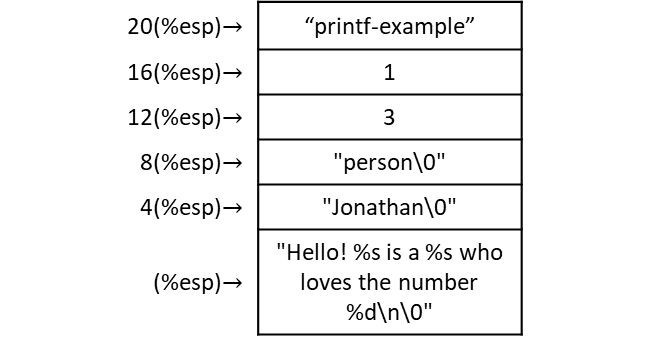 20(%esp)→ “printf-example”
16(%esp)→ 1
12(%esp)→ 3
8(%esp)→ "person\0"
4(%esp)→ "Jonathan\0"
"Hello! %s is a %s who
(%esp)→ loves the number
%d\n\0"